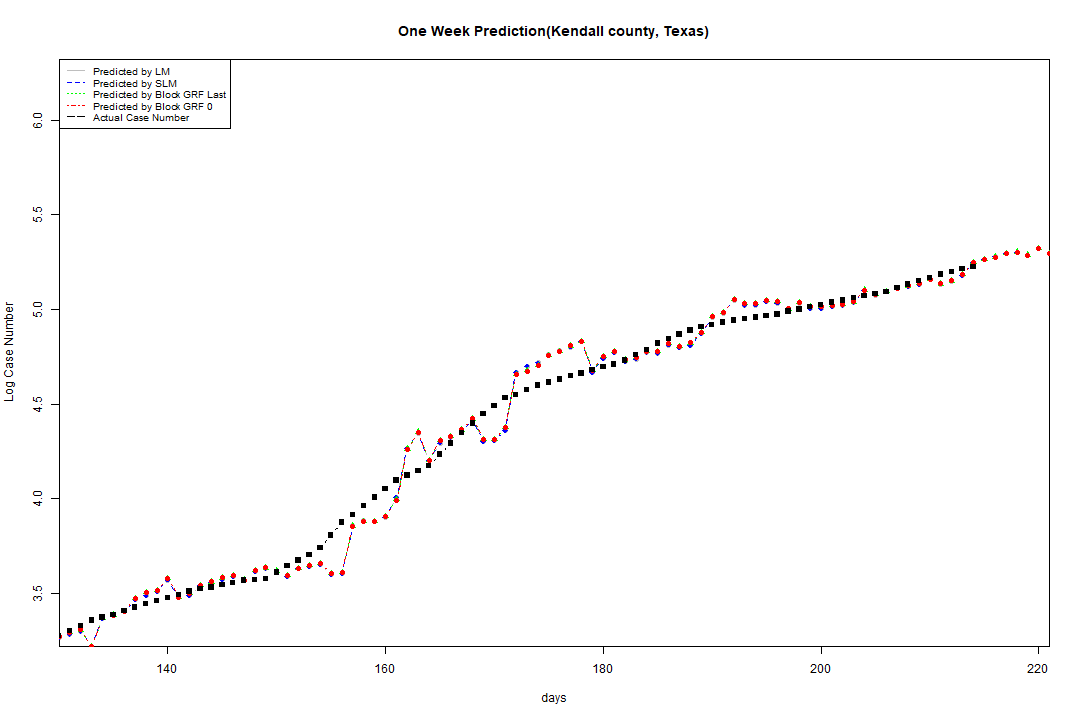 One Week Prediction(Kendall county, Texas)
Predicted by LM
Predicted by SLM
Predicted by Block GRF Last
Predicted by Block GRF 0
Actual Case Number
6.0
5.5
5.0
4.5
4.0
3.5
Log Case Number
140 160 180 200 220
days